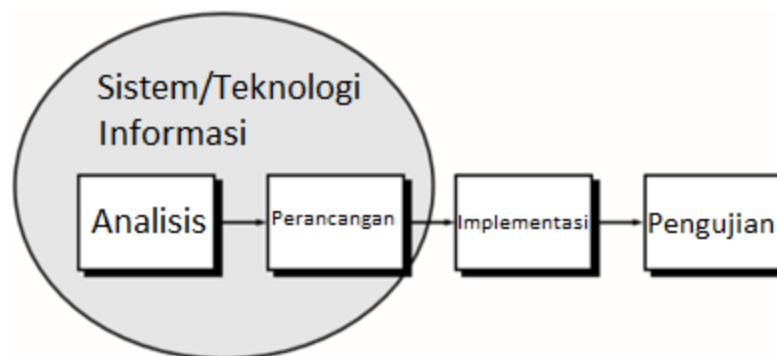 Sistem/Teknologi
Informasi
Analisis
Perancangan
Implementasi
Pengujian